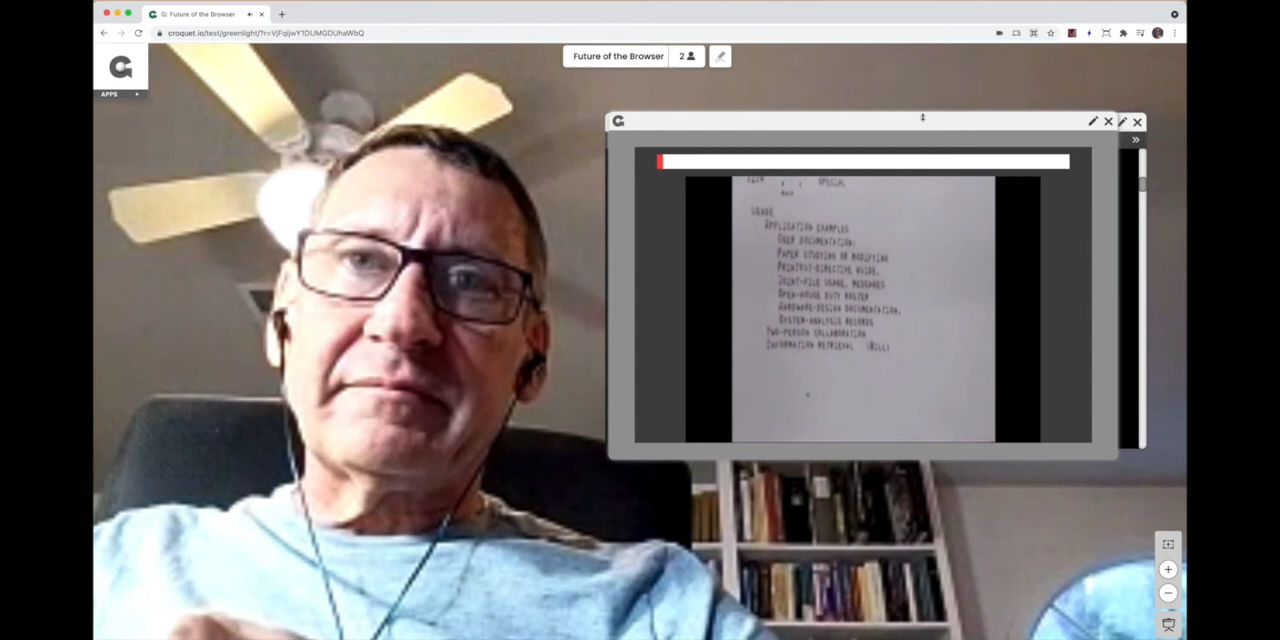 G: Future of the Browser
croquet.io/test/greenlight/?r=VjFqijwY1DUMGDUhaWbQ
Future of the Browser
2
APPS +
SPECIAL
USAGE
APPLICATION EXAMPLES
USER DOCUMENTATION:
PAPER STUDYING OR MODIFYING
PRINTOUT-DIRECTIVE GUIDE,
JOINT-FILE USAGE, MESSAGES
OPEN-HOUSE DUTY ROSTER
HARDWARE-DESIGN DOCUMENTATION,
SYSTEM-ANALYSIS RECORDS
TWO-PERSON COLLABORATION
INFORMATION RETRIEVAL (BILL)